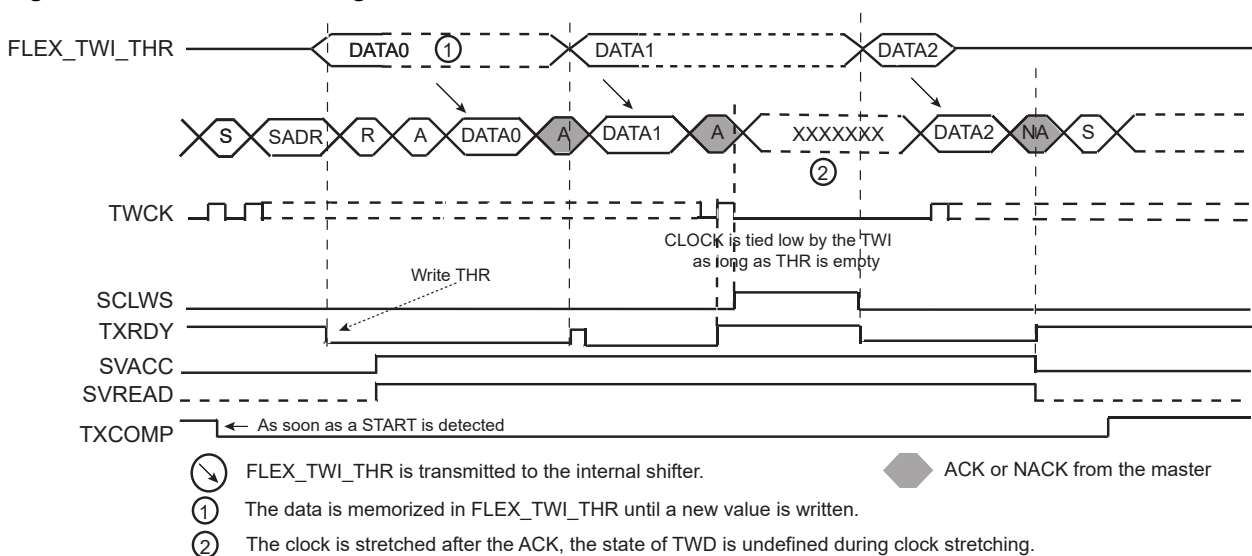 FLEX_TWI_THR DATA0 1 DATA1 DATA2
S SADR R A DATA0 A DATA1 A XXXXXXX DATA2 NA S
2
TWCK
CLOCK is tied low by the TWI
as long as THR is empty
Write THR
SCLWS
TXRDY
SVACC
SVREAD
TXCOMP As soon as a START is detected
FLEX_TWI_THR is transmitted to the internal shifter. ACK or NACK from the master
1 The data is memorized in FLEX_TWI_THR until a new value is written.
2 The clock is stretched after the ACK, the state of TWD is undefined during clock stretching.